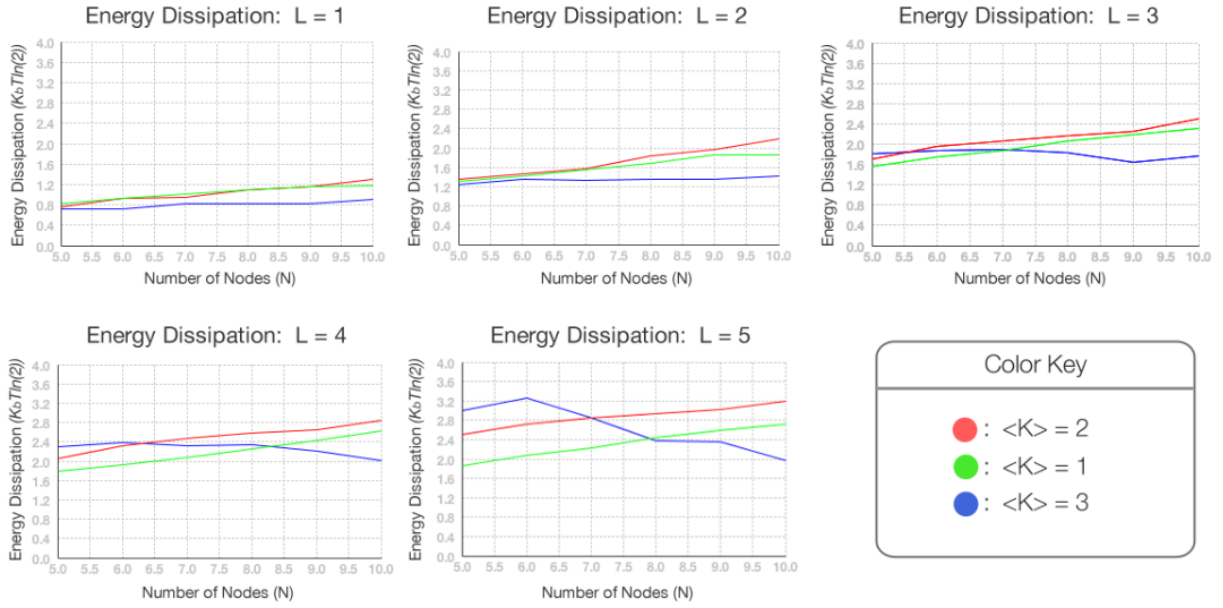 Energy Dissipation: L = 1
Energy Dissipation (KbTln(2))
4.0
3.6
3.2
2.8
2.4
2.0
1.6
1.2
0.8
0.4
0.0
5.0 5.5 6.0 6.5 7.0 7.5 8.0 8.5 9.0 9.5 10.0
Number of Nodes (N)
Energy Dissipation: L = 2
Energy Dissipation (KbTln(2))
4.0
3.6
3.2
2.8
2.4
2.0
1.6
1.2
0.8
0.4
0.0
5.0 5.5 6.0 6.5 7.0 7.5 8.0 8.5 9.0 9.5 10.0
Number of Nodes (N)
Energy Dissipation: L = 3
Energy Dissipation (KbTln(2))
4.0
3.6
3.2
2.8
2.4
2.0
1.6
1.2
0.8
0.4
0.0
5.0 5.5 6.0 6.5 7.0 7.5 8.0 8.5 9.0 9.5 10.0
Number of Nodes (N)
Energy Dissipation: L = 4
Energy Dissipation (KbTln(2))
4.0
3.6
3.2
2.8
2.4
2.0
1.6
1.2
0.8
0.4
0.0
5.0 5.5 6.0 6.5 7.0 7.5 8.0 8.5 9.0 9.5 10.0
Number of Nodes (N)
Energy Dissipation: L = 5
Energy Dissipation (KbTln(2))
4.0
3.6
3.2
2.8
2.4
2.0
1.6
1.2
0.8
0.4
0.0
5.0 5.5 6.0 6.5 7.0 7.5 8.0 8.5 9.0 9.5 10.0
Number of Nodes (N)
Color Key
: <K> = 2
: <K> = 1
: <K> = 3